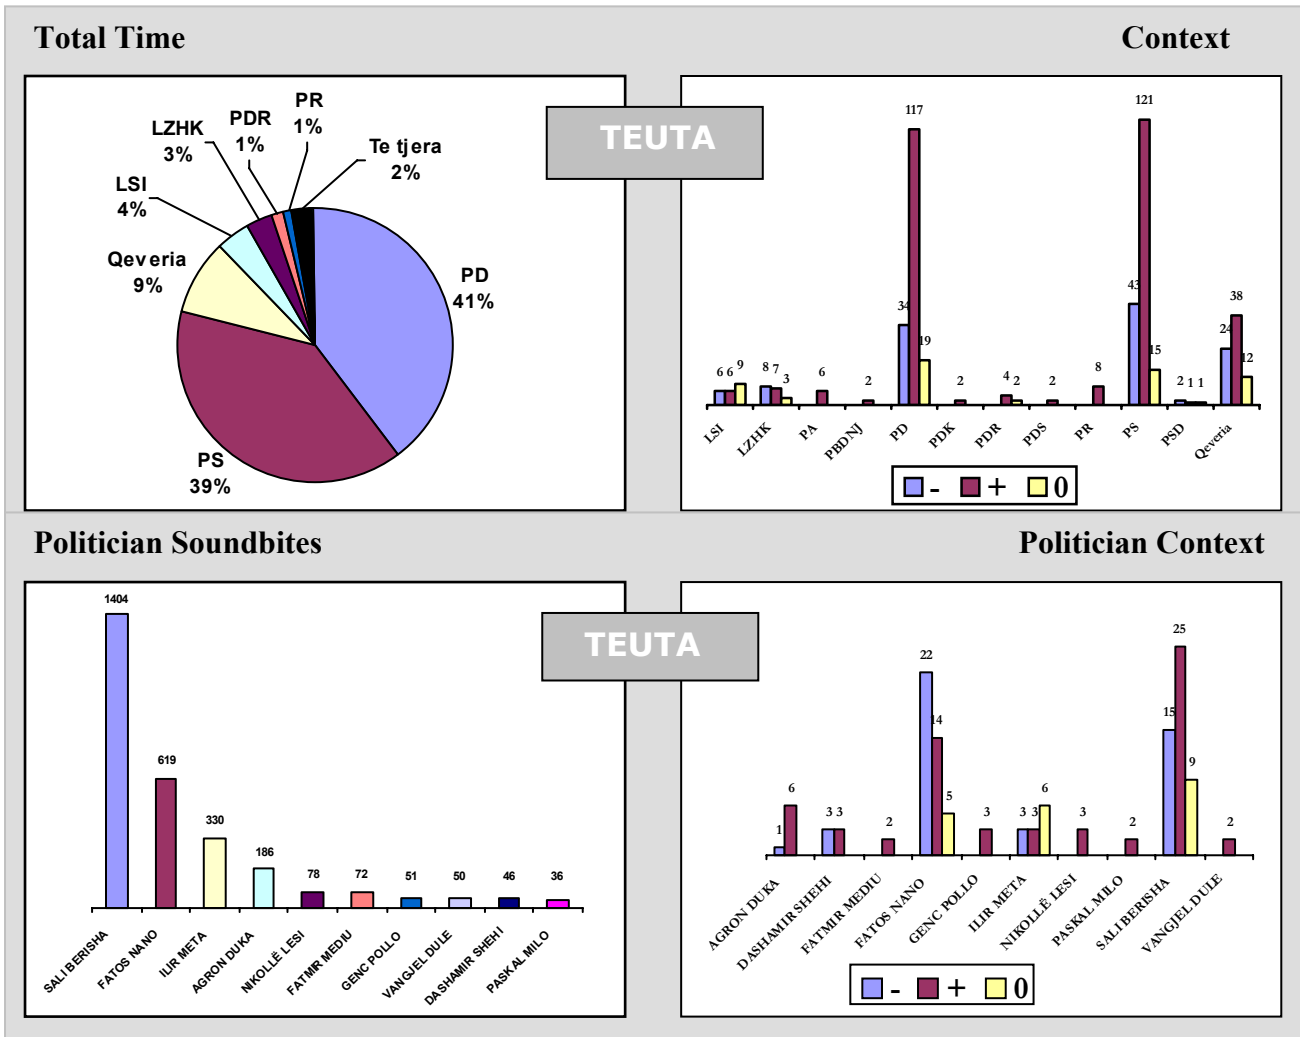 Total Time
Context
TEUTA
PR
1%
PDR
1%
LZHK
3%
Te tjera
2%
LSI
4%
Qeveria
9%
PD
41%
PS
39%
6 6 9
8 7 3
6
2
34 117 19
2
4 2
2
8
43 121 15
2 1 1
24 38 12
LSI
LZHK
PA
PBDNJ
PD
PDK
PDR
PDS
PR
PS
PSD
Qeveria
- + 0
Politician Soundbites
Politician Context
TEUTA
1404
619
330
186
78
72
51
50
46
36
SALI BERISHA
FATOS NANO
ILIR META
AGRON DUKA
NIKOLLË LESI
FATMIR MEDIU
GENC POLLO
VANGJEL DULE
DASHAMIR SHEHI
PASKAL MILO
1 6
3 3
2
22 14 5
3
3 3 6
3
2
15 25 9
2
AGRON DUKA
DASHAMIR SHEHI
FATMIR MEDIU
FATOS NANO
GENC POLLO
ILIR META
NIKOLLË LESI
PASKAL MILO
SALI BERISHA
VANGJEL DULE
- + 0